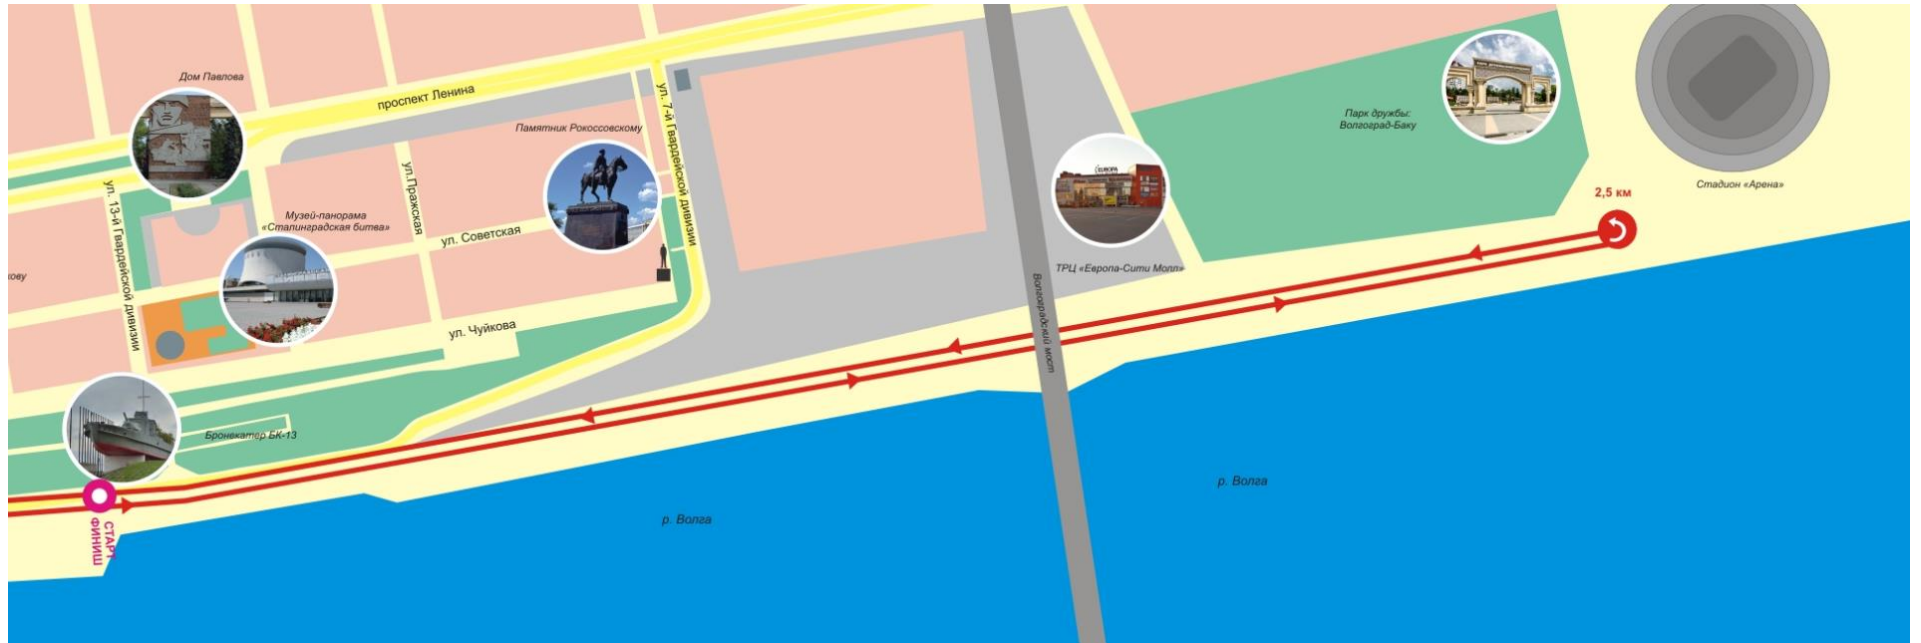 Дом Павлова
проспект Ленина
Памятник Рокоссовскому
ул. 7-й Гвардейской дивизии
Парк дружбы:
Волгоград-Баку
Стадион «Арена»
2,5 км
ул. 13-й Гвардейской дивизии
Музей-панорама
«Сталинградская битва»
ул.Пражская
ул. Советская
кову
ТРЦ «Европа-Сити Молл»
Волгоградский мост
ул. Чуйкова
Бронекатер БК-13
СТАРТ
ФИНИШ
р. Волга
р. Волга